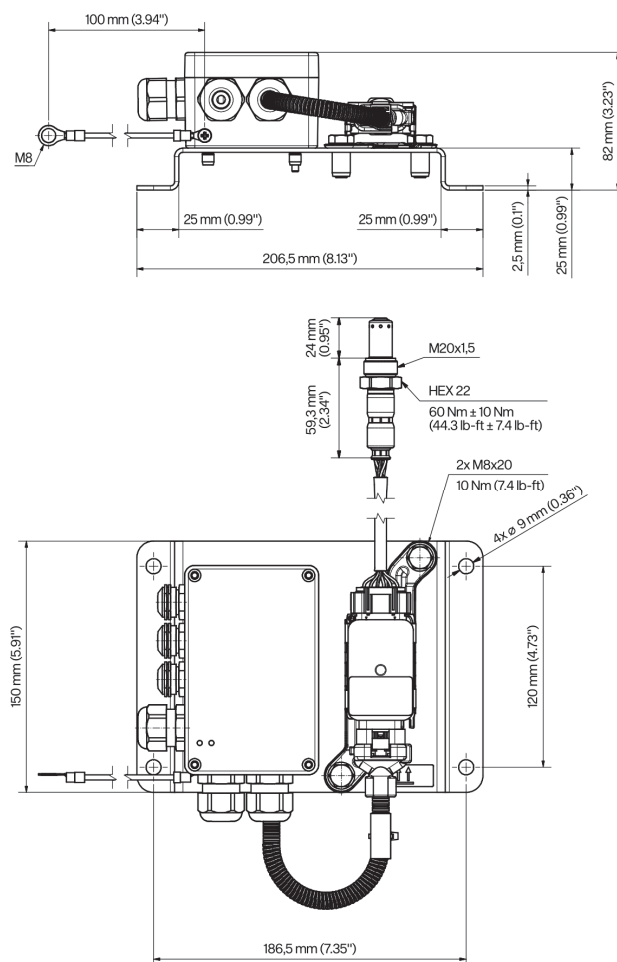 100 mm (3.94")
M8
82 mm (3.23")
25 mm (0.99")
25 mm (0.99")
2,5 mm (0.1")
25 mm (0.99")
206,5 mm (8.13")
24 mm
(0.95")
M20x1,5
HEX 22
59,3 mm
(2.34")
60 Nm ± 10 Nm
(44.3 lb-ft ± 7.4 lb-ft)
2x M8x20
10 Nm (7.4 lb-ft)
4x ⌀ 9 mm (0.36")
150 mm (5.91")
120 mm (4.73")
186,5 mm (7.35")